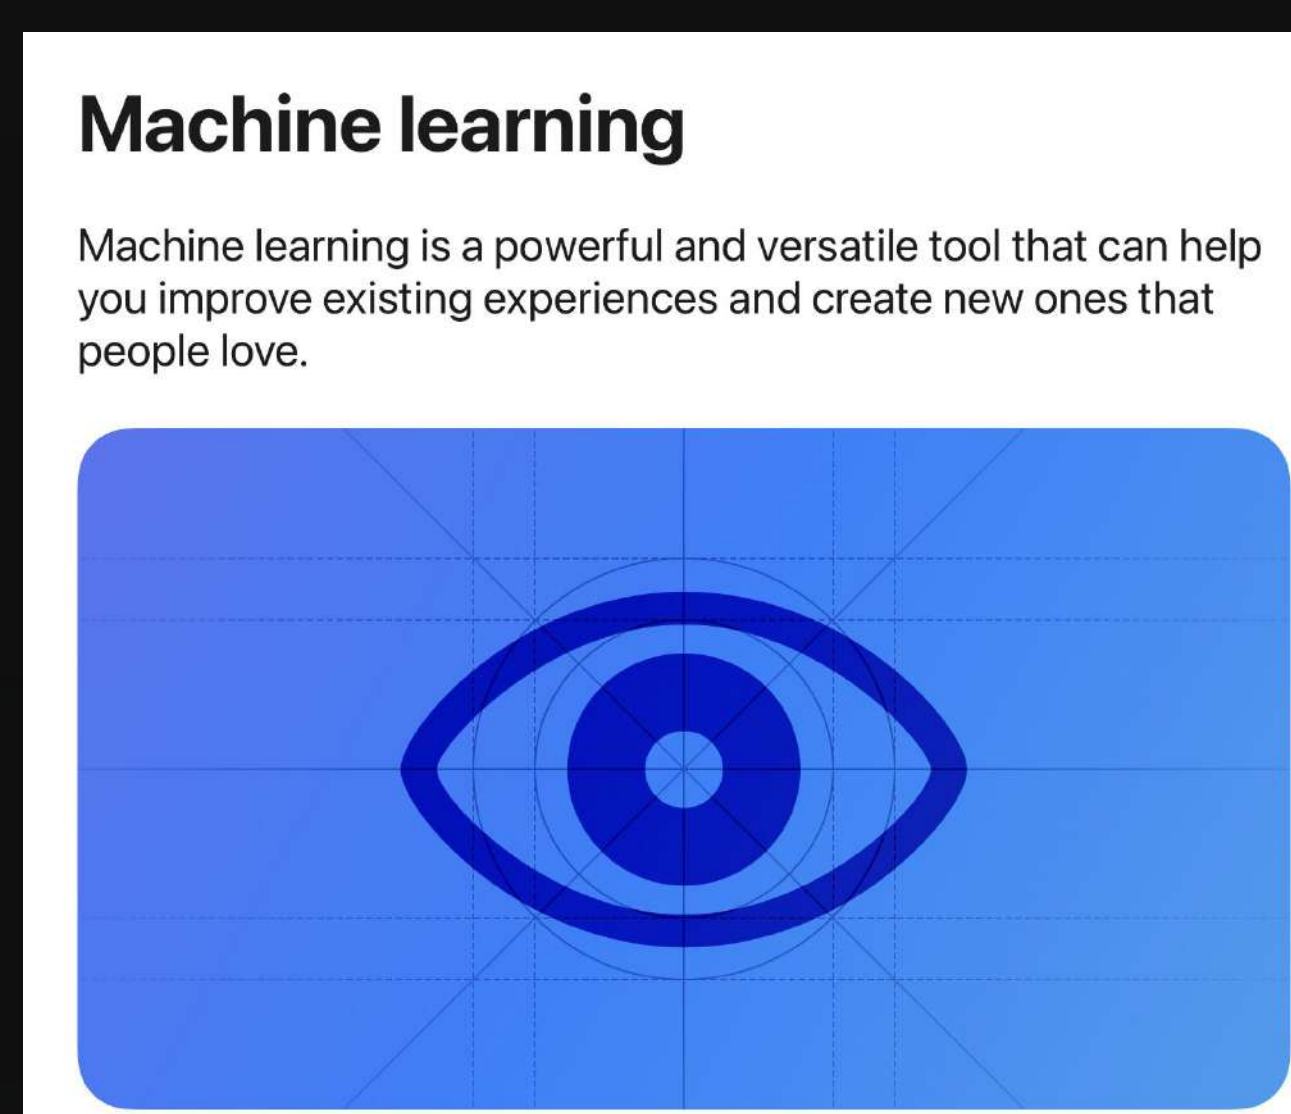 Machine learning
Machine learning is a powerful and versatile tool that can help
you improve existing experiences and create new ones that
people love.